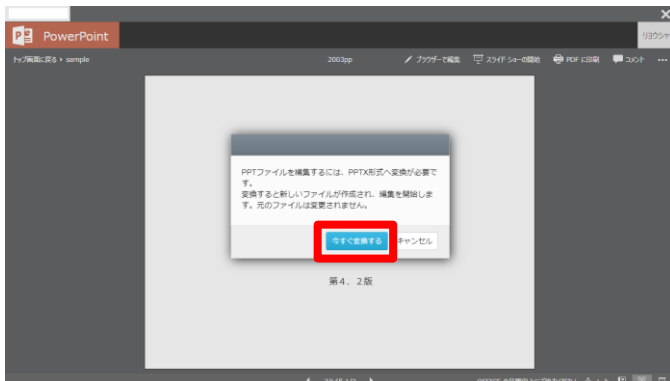 PowerPoint
トップ画面に戻る ▸ sample
2003pp
ブラウザーで編集
スライド ショーの開始
PDF に印刷
コメント
PPTファイルを編集するには、PPTX形式へ変換が必要で
す。
変換すると新しいファイルが作成され、編集を開始しま
す。元のファイルは変更されません。
今すぐ変換する
キャンセル
第4．2版